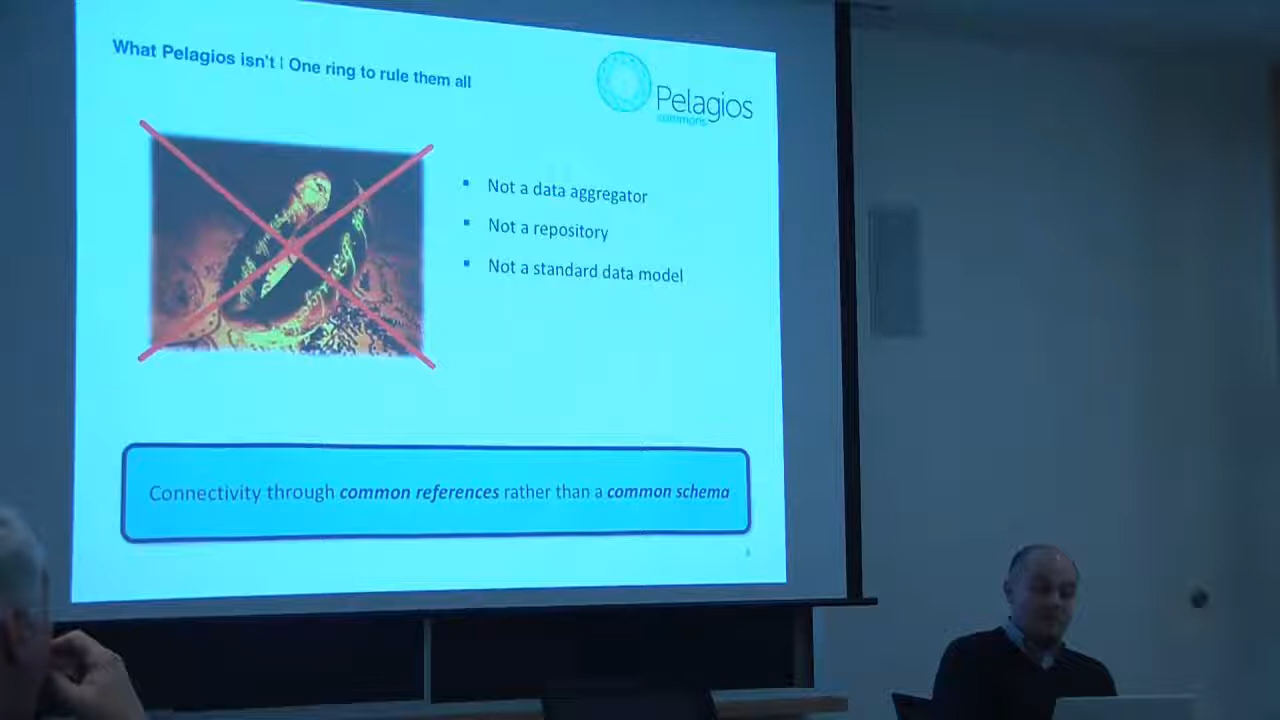 What Pelagios isn't | One ring to rule them all
Pelagios
commons
Not a data aggregator
Not a repository
Not a standard data model
Connectivity through common references rather than a common schema